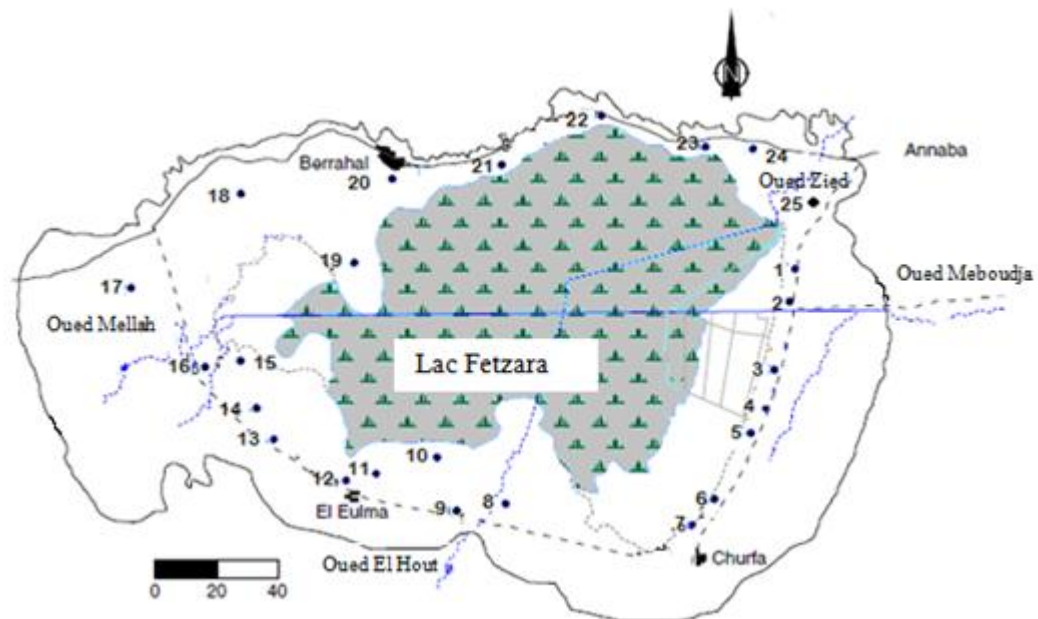 N
22
23
24
Annaba
Berrahal
21
20
Oued Zied
18
25
19
1
Oued Meboudja
17
2
Oued Mellah
Lac Fetzara
16
15
3
14
4
13
5
10
11
12
6
El Eulma
9
8
7
Churfa
Oued El Hout
0 20 40